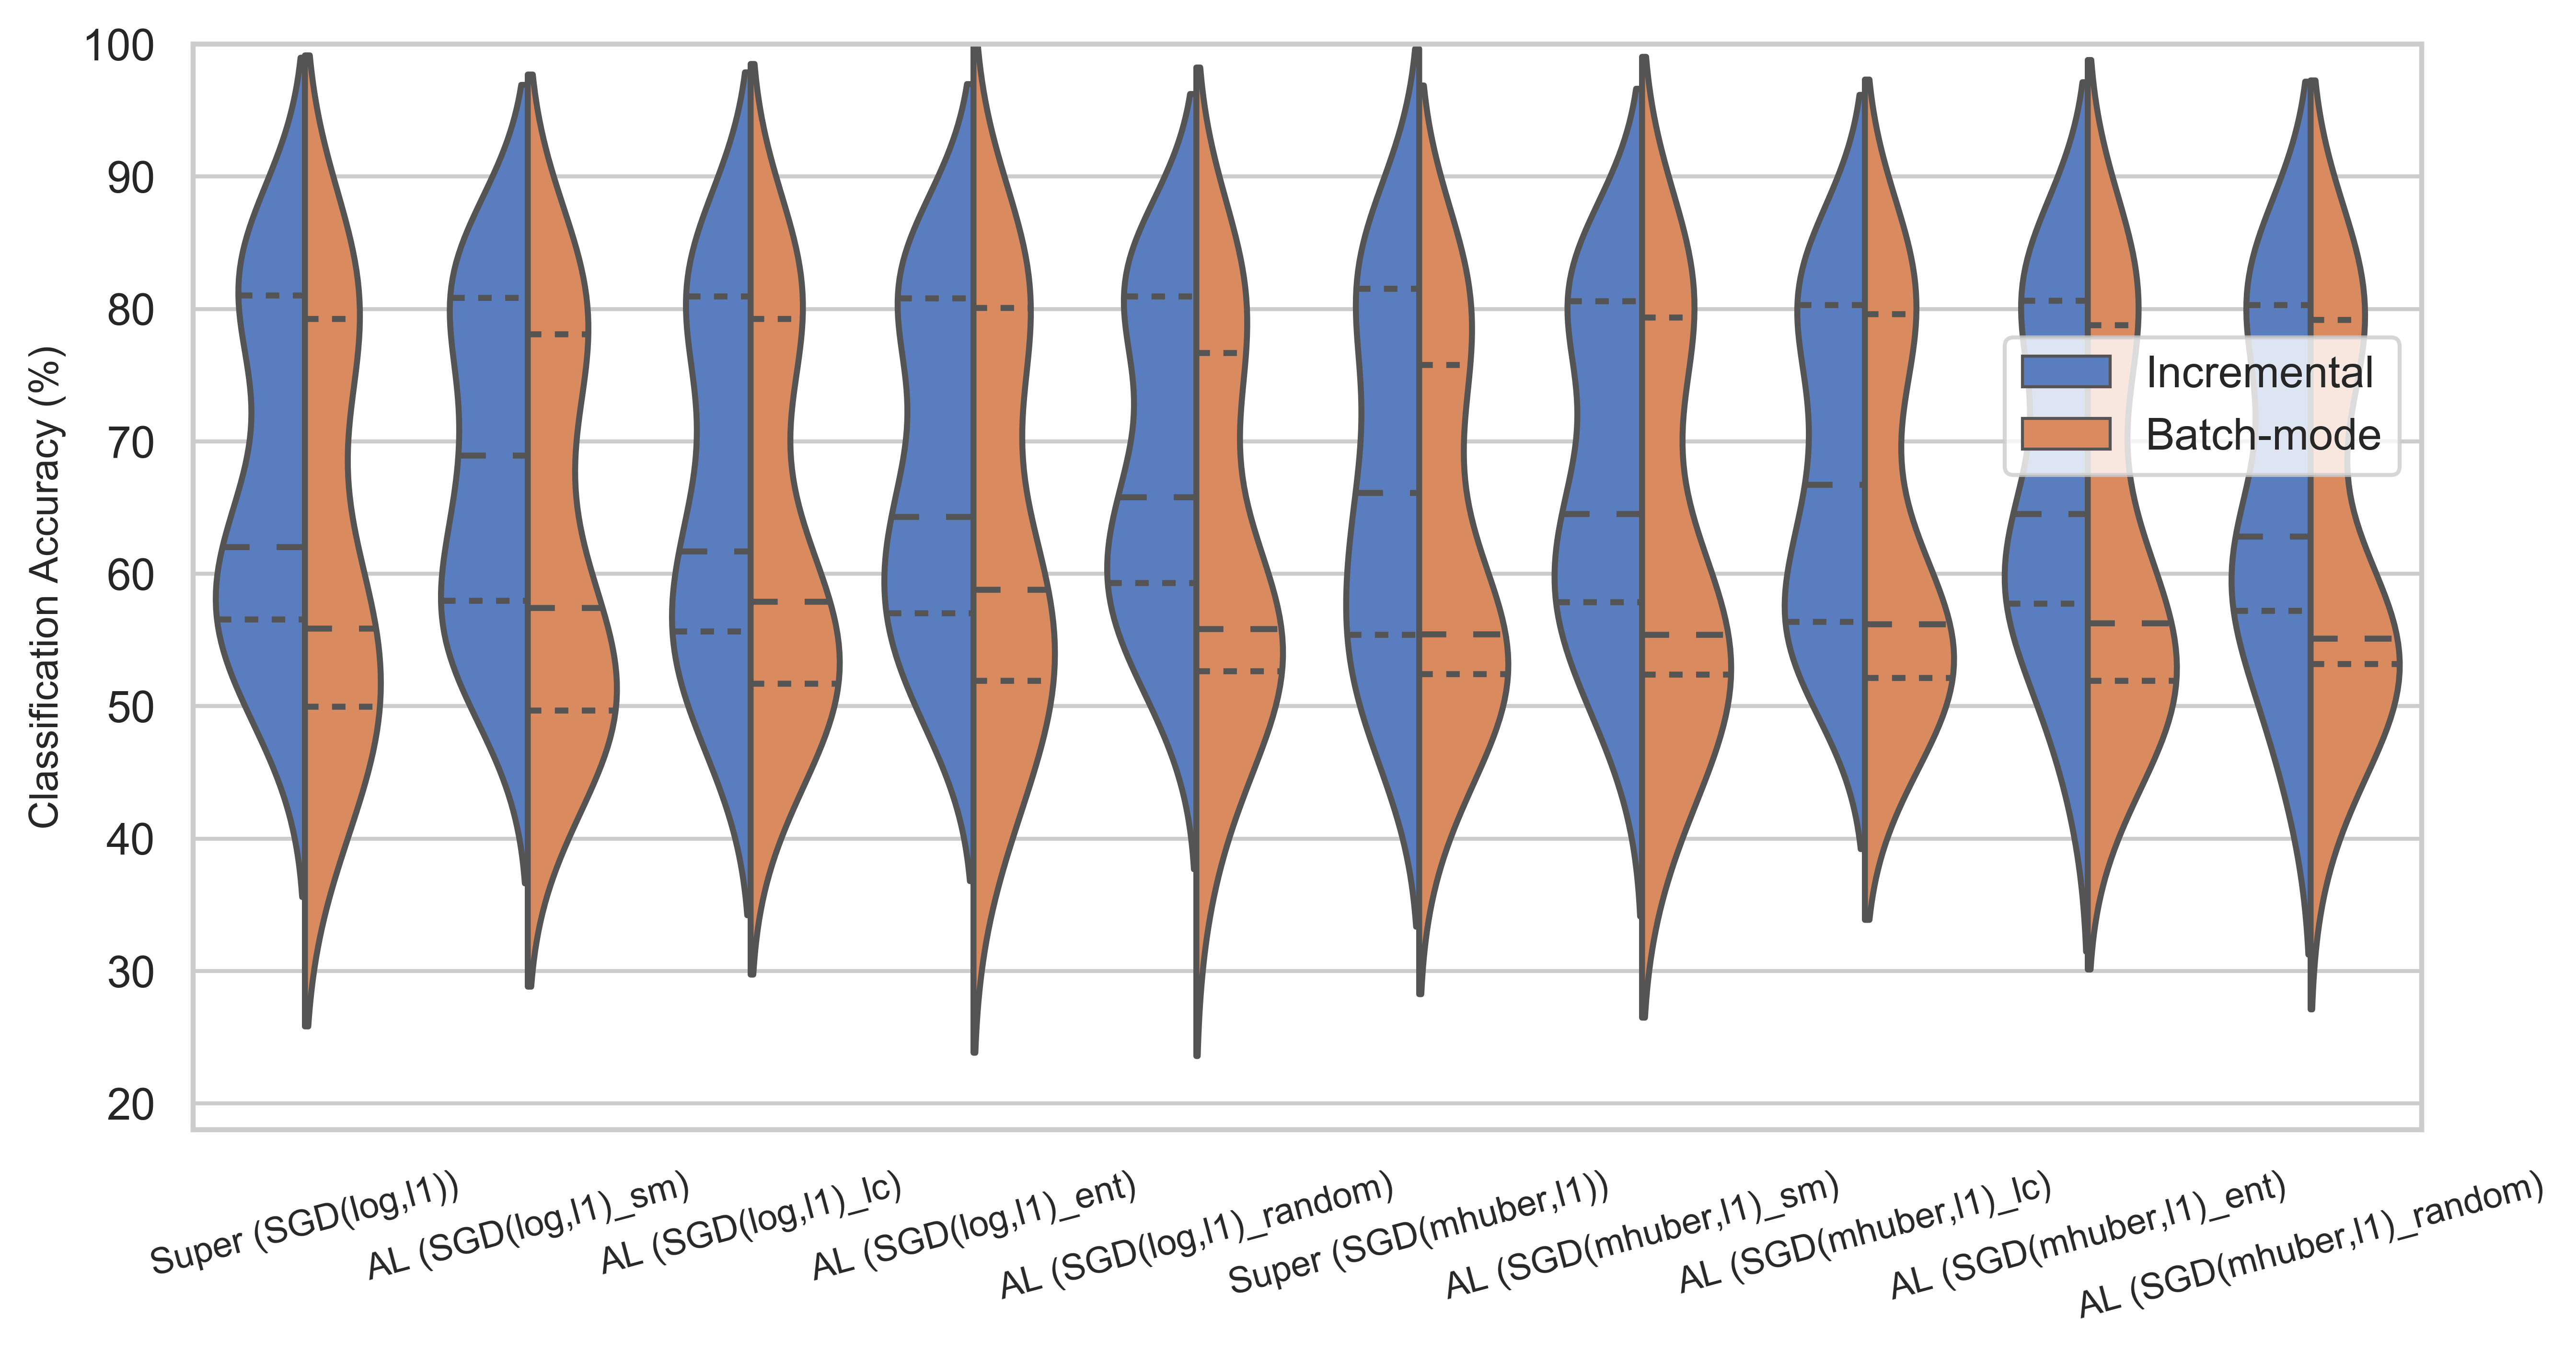 Classification Accuracy (%)
100
90
80
70
60
50
40
30
20
Incremental
Batch-mode
Super (SGD(log,l1))
AL (SGD(log,l1)_sm)
AL (SGD(log,l1)_lc)
AL (SGD(log,l1)_ent)
AL (SGD(log,l1)_random)
Super (SGD(mhuber,l1))
AL (SGD(mhuber,l1)_sm)
AL (SGD(mhuber,l1)_lc)
AL (SGD(mhuber,l1)_ent)
AL (SGD(mhuber,l1)_random)